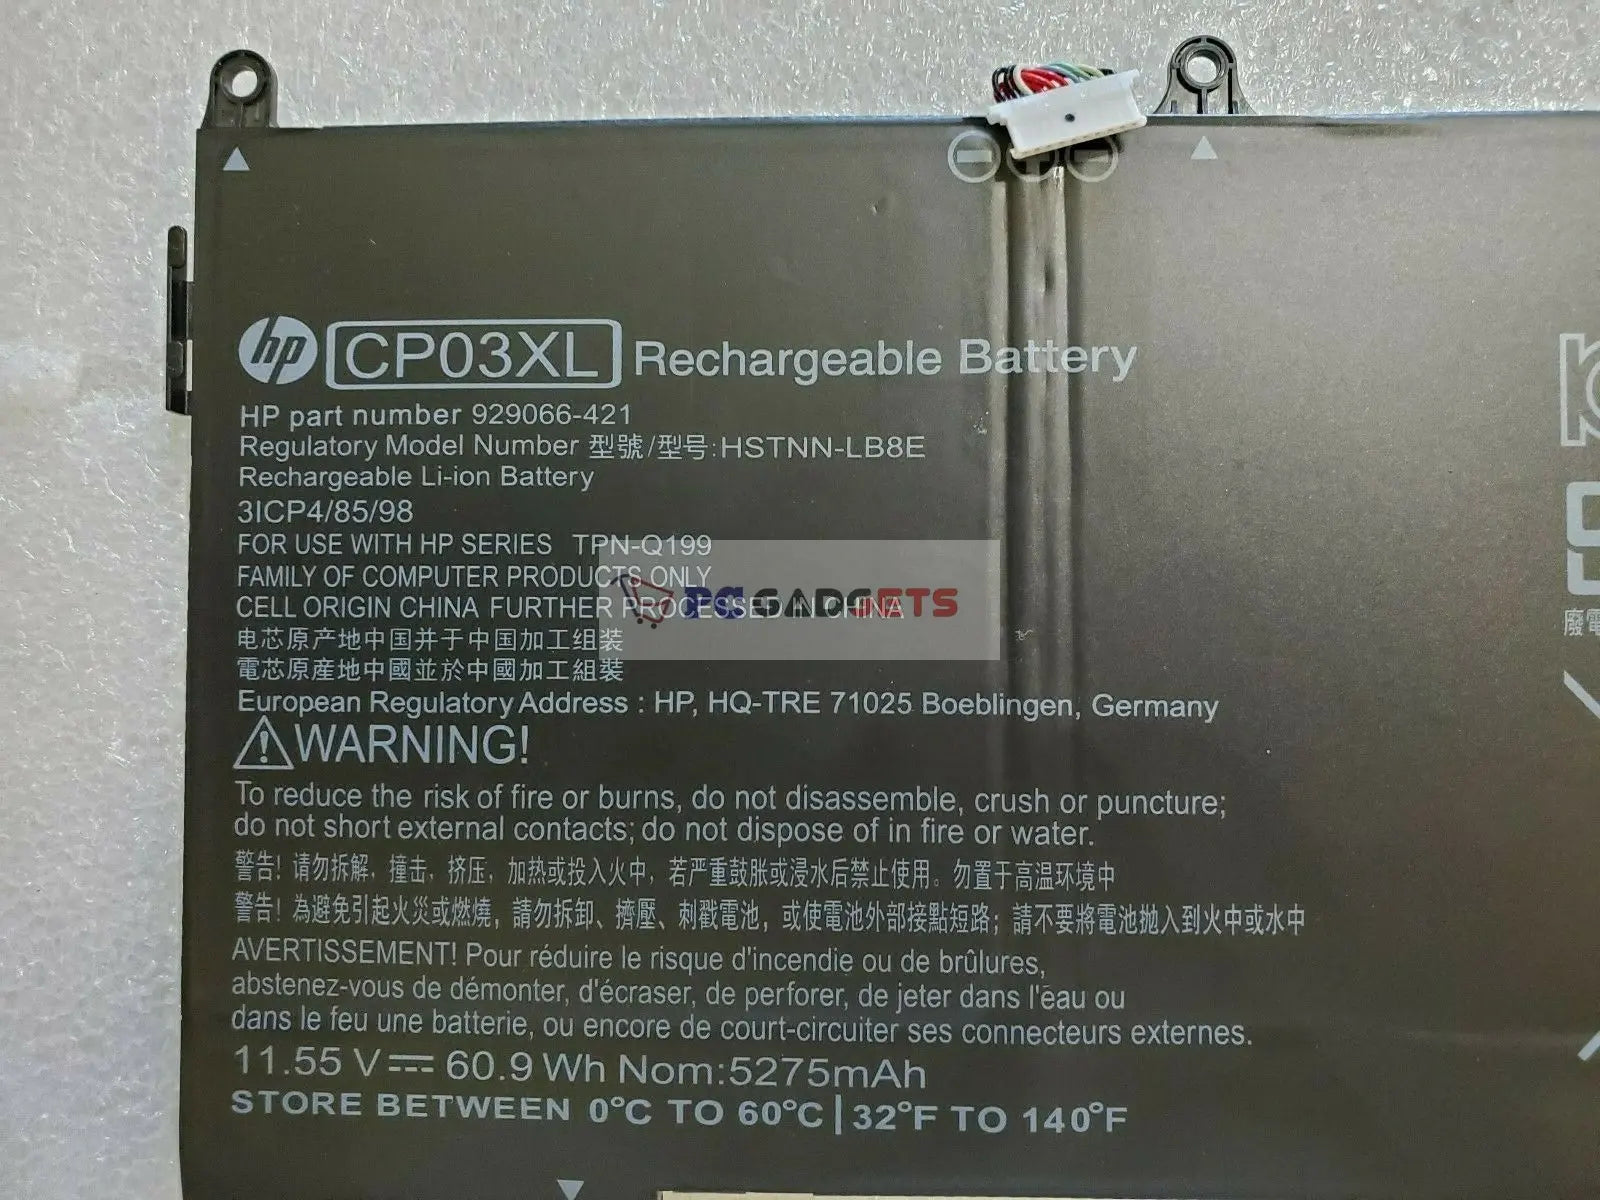 hp CP03XL Rechargeable Battery
HP part number 929066-421
Regulatory Model Number 型號/型号:HSTNN-LB8E
Rechargeable Li-ion Battery
3ICP4/85/98
FOR USE WITH HP SERIES TPN-Q199
FAMILY OF COMPUTER PRODUCTS ONLY
CELL ORIGIN CHINA FURTHER PROCESSED IN CHINA
PC GADGETS
电芯原产地中国并于中国加工组装
電芯原產地中國並於中國加工組裝
European Regulatory Address : HP, HQ-TRE 71025 Boeblingen, Germany
WARNING!
To reduce the risk of fire or burns, do not disassemble, crush or puncture;
do not short external contacts; do not dispose of in fire or water.
警告! 请勿拆解, 撞击, 挤压, 加热或投入火中, 若严重鼓胀或浸水后禁止使用。勿置于高温环境中
警告! 為避免引起火災或燃燒, 請勿拆卸、擠壓、刺戳電池, 或使電池外部接點短路; 請不要將電池拋入到火中或水中
AVERTISSEMENT! Pour réduire le risque d'incendie ou de brûlures,
abstenez-vous de démonter, d'écraser, de perforer, de jeter dans l'eau ou
dans le feu une batterie, ou encore de court-circuiter ses connecteurs externes.
11.55 V⎓ 60.9 Wh Nom:5275mAh
STORE BETWEEN 0°C TO 60°C | 32°F TO 140°F
廢電